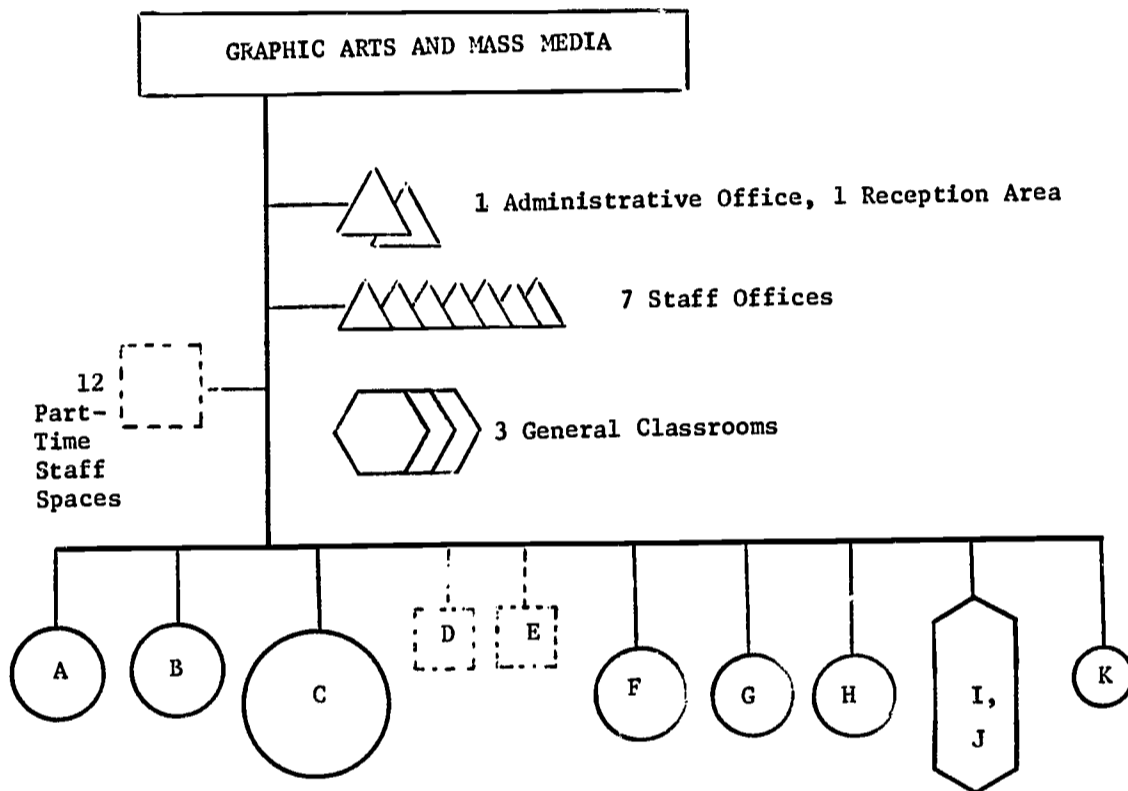 GRAPHIC ARTS AND MASS MEDIA
1 Administrative Office, 1 Reception Area
7 Staff Offices
12
Part-
Time
Staff
Spaces
3 General Classrooms
A
B
C
D
E
F
G
H
I,
J
K